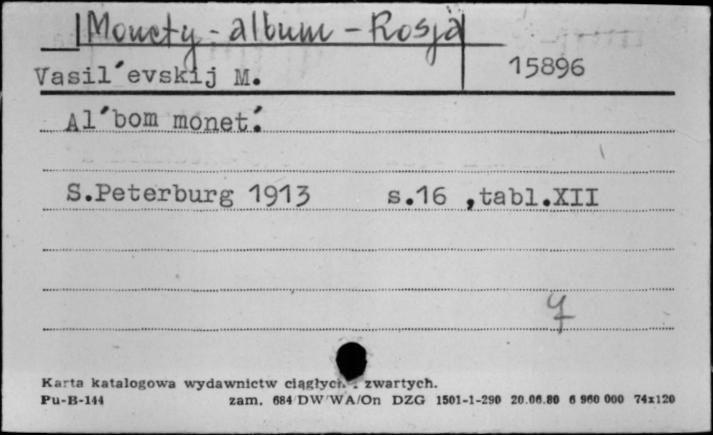 Monety - album - Rosja
Vasil´evskij M. 15896
Al´bom monet´.
S.Peterburg 1913 s.16 ,tabl.XII
Karta katalogowa wydawnictw ciągłych i zwartych.
Pu-B-144 zam. 684/DW/WA/On DZG 1501-1-290 20.06.80 6 960 000 74x120